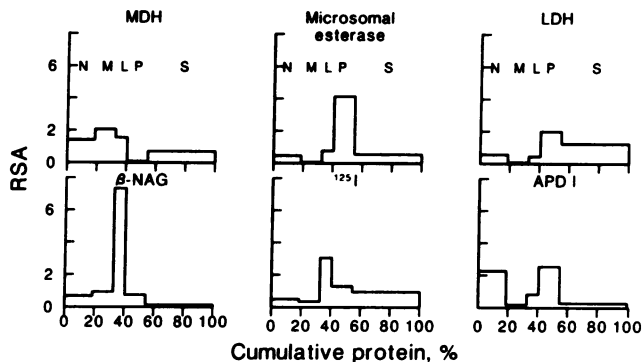 MDH
Microsomal
esterase
LDH
6
N M L P S
N M L P S
N M L P S
2
0
RSA
β-NAG
¹²⁵I
APD I
2
0
0 20 40 60 80 100
0 20 40 60 80 100
0 20 40 60 80 100
Cumulative protein, %